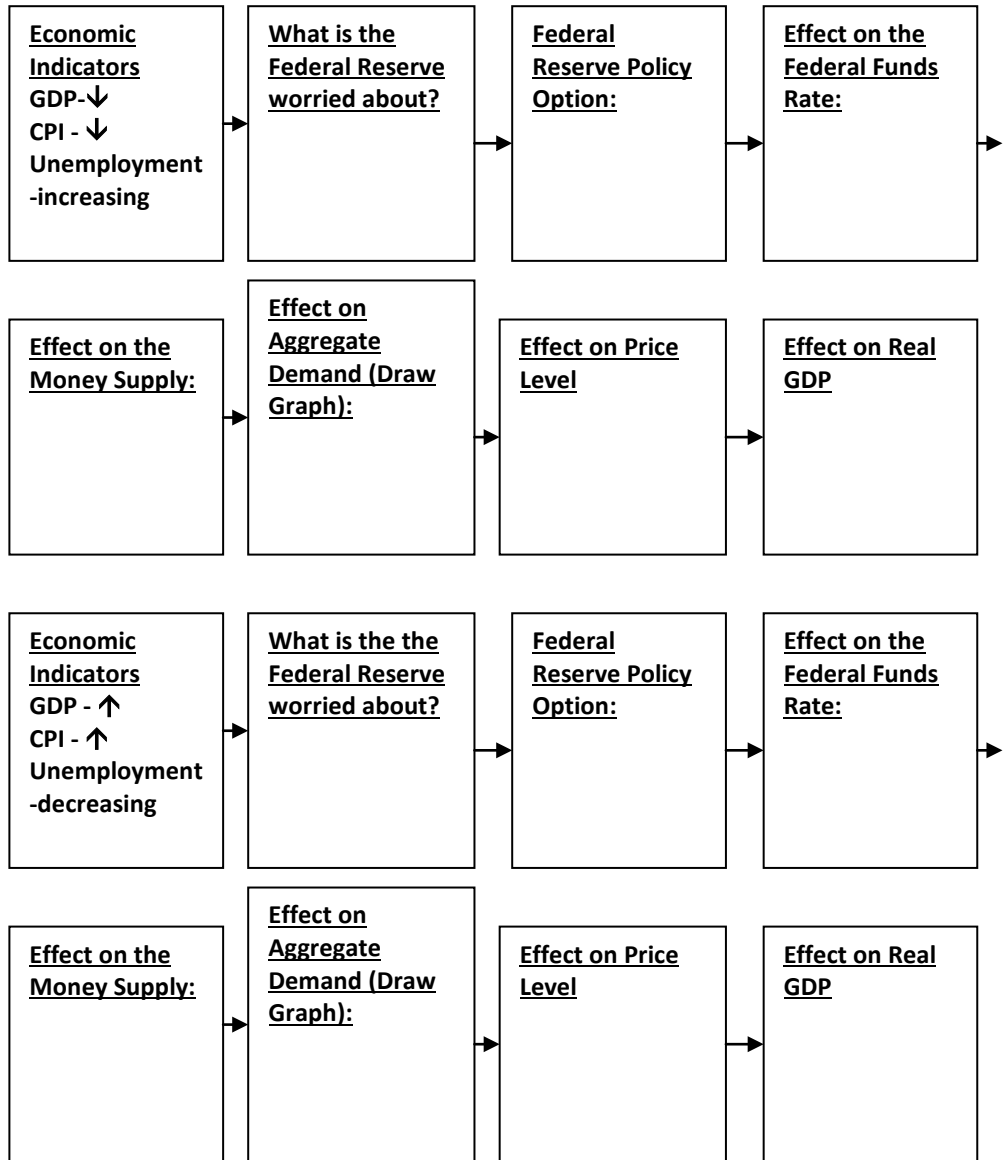 Economic
Indicators
GDP-↓
CPI - ↓
Unemployment
-increasing
What is the
Federal Reserve
worried about?
Federal
Reserve Policy
Option:
Effect on the
Federal Funds
Rate:
Effect on the
Money Supply:
Effect on
Aggregate
Demand (Draw
Graph):
Effect on Price
Level
Effect on Real
GDP
Economic
Indicators
GDP - ↑
CPI - ↑
Unemployment
-decreasing
What is the the
Federal Reserve
worried about?
Federal
Reserve Policy
Option:
Effect on the
Federal Funds
Rate:
Effect on the
Money Supply:
Effect on
Aggregate
Demand (Draw
Graph):
Effect on Price
Level
Effect on Real
GDP